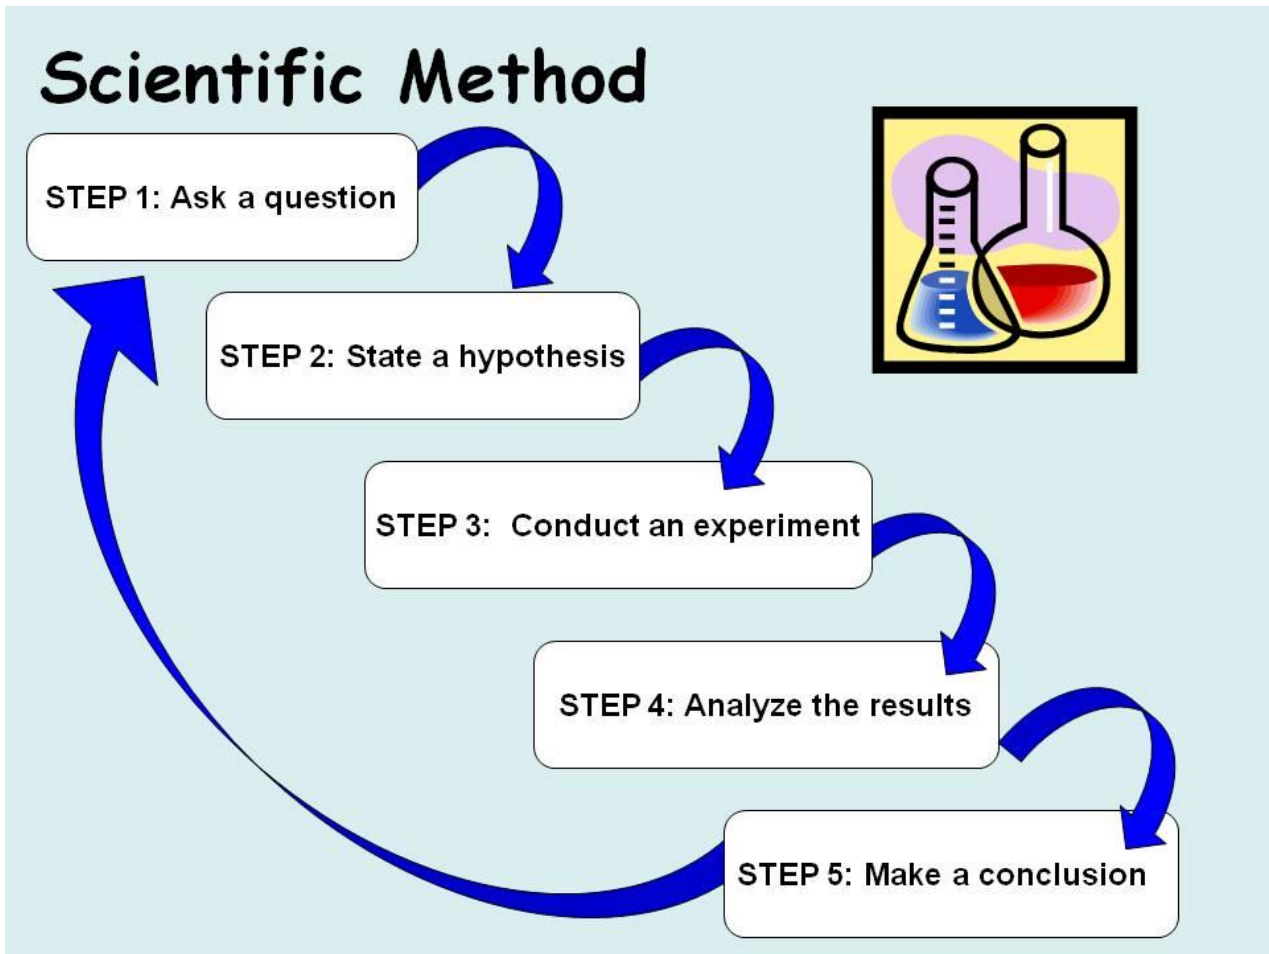 Scientific Method
STEP 1: Ask a question
STEP 2: State a hypothesis
STEP 3: Conduct an experiment
STEP 4: Analyze the results
STEP 5: Make a conclusion